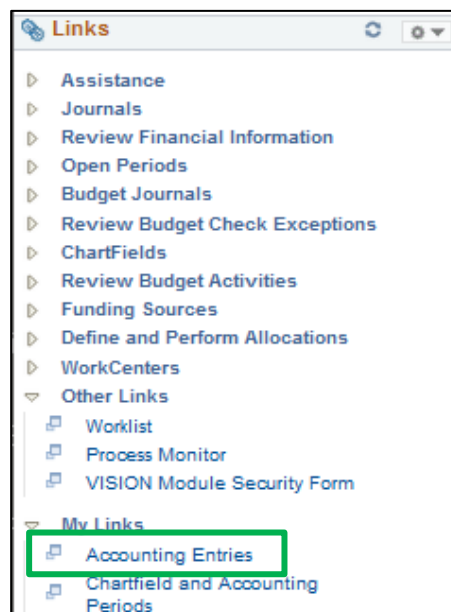 Links
Assistance
Journals
Review Financial Information
Open Periods
Budget Journals
Review Budget Check Exceptions
ChartFields
Review Budget Activities
Funding Sources
Define and Perform Allocations
WorkCenters
Other Links
Worklist
Process Monitor
VISION Module Security Form
My Links
Accounting Entries
Chartfield and Accounting
Periods